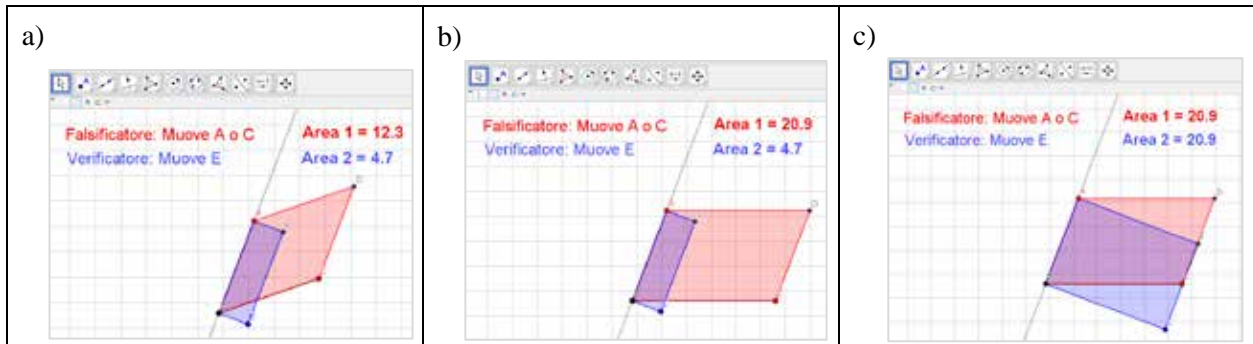 a)
Falsificatore: Muove A o C
Area 1 = 12.3
Verificatore: Muove E
Area 2 = 4.7
b)
Falsificatore: Muove A o C
Area 1 = 20.9
Verificatore: Muove E
Area 2 = 4.7
c)
Falsificatore: Muove A o C
Area 1 = 20.9
Verificatore: Muove E
Area 2 = 20.9